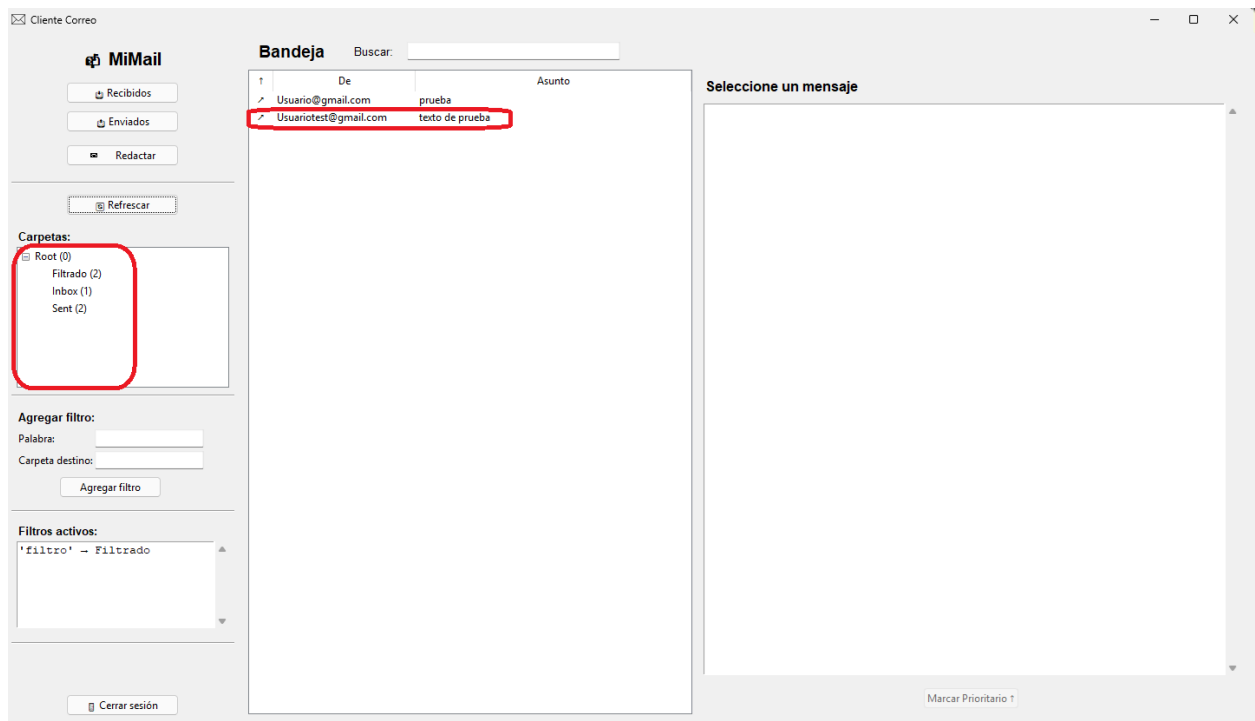 Cliente Correo
MiMail
Recibidos
Enviados
Redactar
Refrescar
Carpetas:
Root (0)
Filtrado (2)
Inbox (1)
Sent (2)
Agregar filtro:
Palabra:
Carpeta destino:
Agregar filtro
Filtros activos:
'filtro' → Filtrado
Cerrar sesión
Bandeja Buscar:
↑ De Asunto
↗ Usuario@gmail.com prueba
↗ Usuariotest@gmail.com texto de prueba
Seleccione un mensaje
Marcar Prioritario ↑